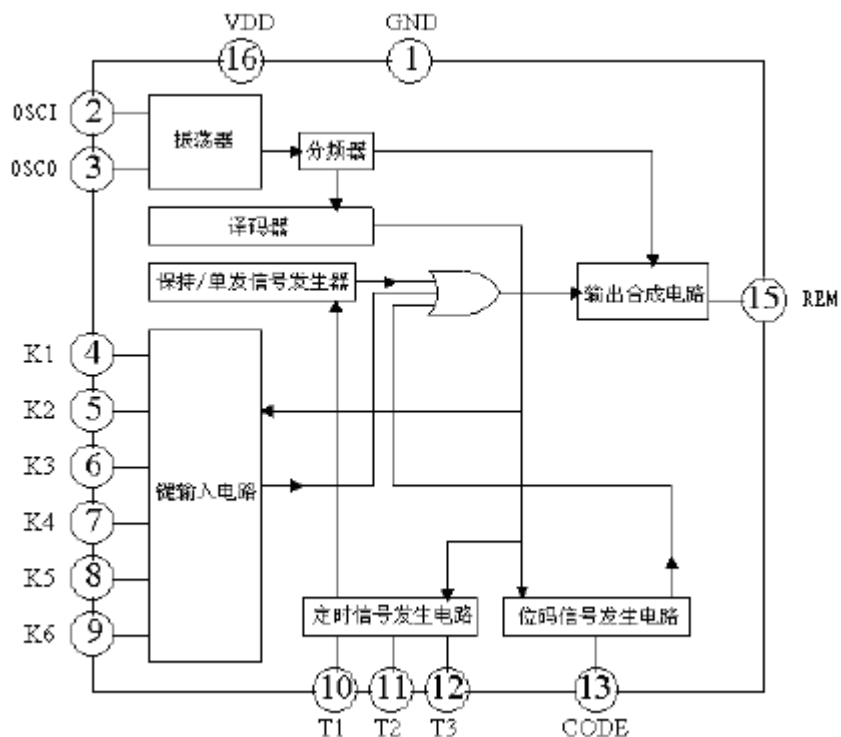 VDD GND
16 1
OSCI 2 振荡器 分频器
OSCO 3
译码器
保持/单发信号发生器 输出合成电路 15 REM
K1 4
K2 5
K3 6
键输入电路
K4 7
K5 8
K6 9
定时信号发生电路 位码信号发生电路
10 11 12 13
T1 T2 T3 CODE